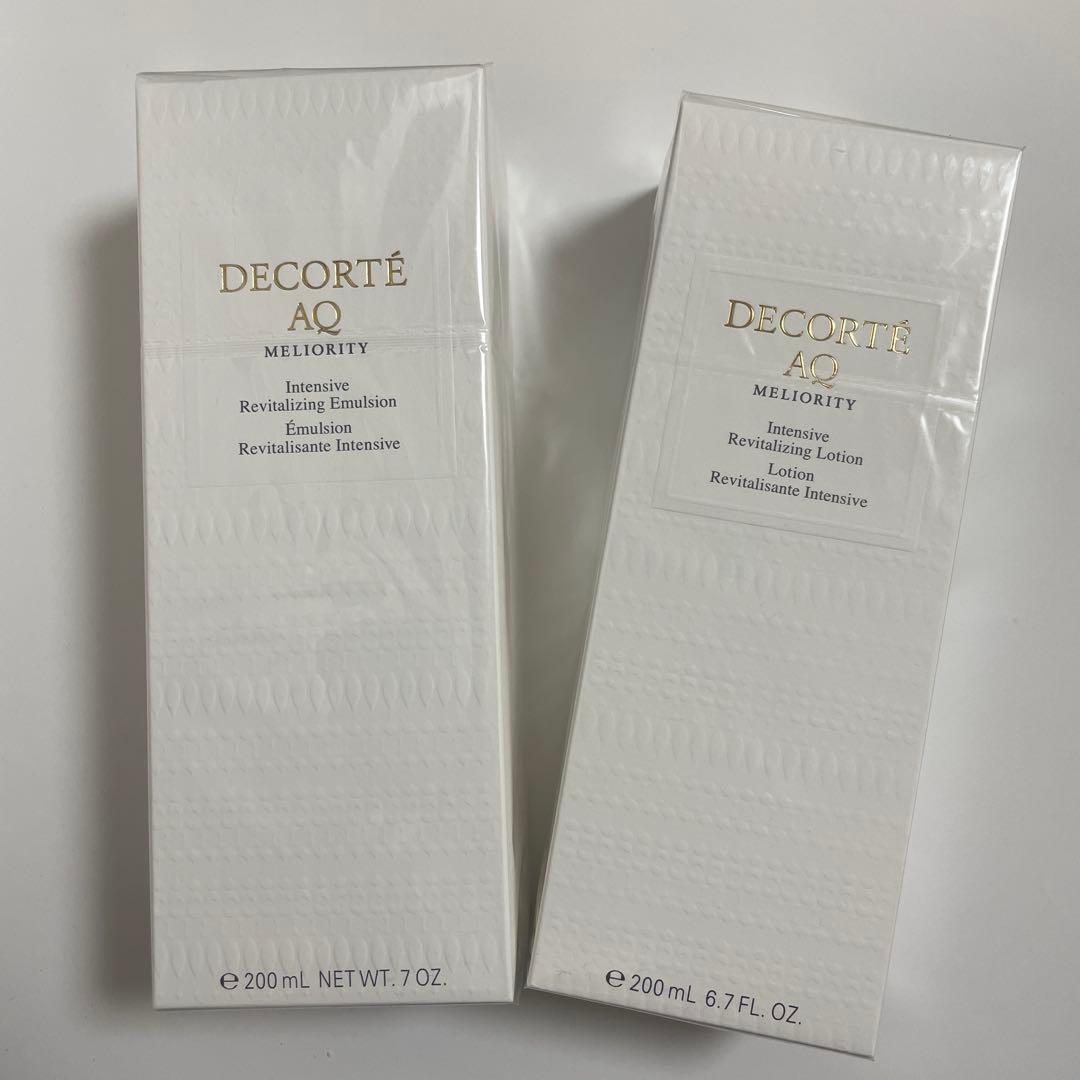 DECORTÉ
AQ
MELIORITY
Intensive
Revitalizing Emulsion
Émulsion
Revitalisante Intensive
℮ 200 mL NET WT. 7 OZ.
DECORTÉ
AQ
MELIORITY
Intensive
Revitalizing Lotion
Lotion
Revitalisante Intensive
℮ 200 mL 6.7 FL. OZ.